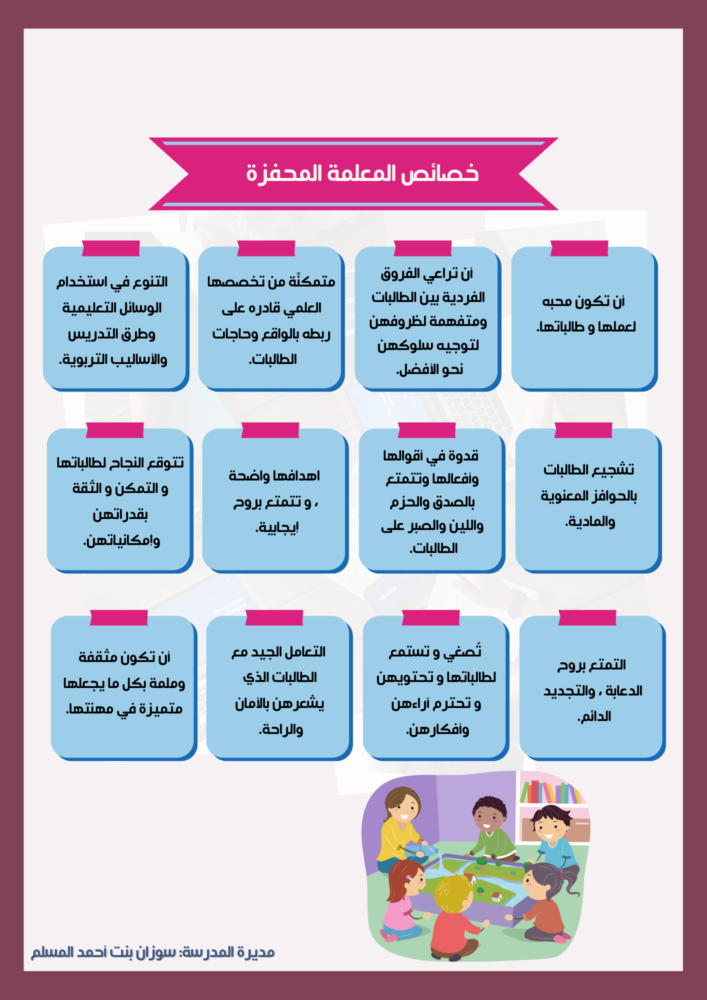 خصائص المعلمة المحفزة
أن تكون محبه
لعملها و طالباتها.
أن تراعي الفروق
الفردية بين الطالبات
ومتفهمة لظروفهن
لتوجيه سلوكهن
نحو الأفضل.
متمكنًّة من تخصصها
العلمي قادره على
ربطه بالواقع وحاجات
الطالبات.
التنوع في استخدام
الوسائل التعليمية
وطرق التدريس
والأساليب التربوية.
تشجيع الطالبات
بالحوافز المعنوية
والمادية.
قدوة في أقوالها
وأفعالها وتتمتع
بالصدق والحزم
واللين والصبر على
الطالبات.
اهدافها واضحة
، و تتمتع بروح
إيجابية.
تتوقع النجاح لطالباتها
و التمكن و الثقة
بقدراتهن
وإمكانياتهن.
التمتع بروح
الدعابة ، والتجديد
الدائم.
تُصغي و تستمع
لطالباتها و تحتويهن
و تحترم آراءهن
وأفكارهن.
التعامل الجيد مع
الطالبات الذي
يشعرهن بالأمان
والراحة.
أن تكون مثقفة
وملمة بكل ما يجعلها
متميزة في مهنتها.
Discussion
Outline
85.00%
مديرة المدرسة: سوزان بنت أحمد المسلم